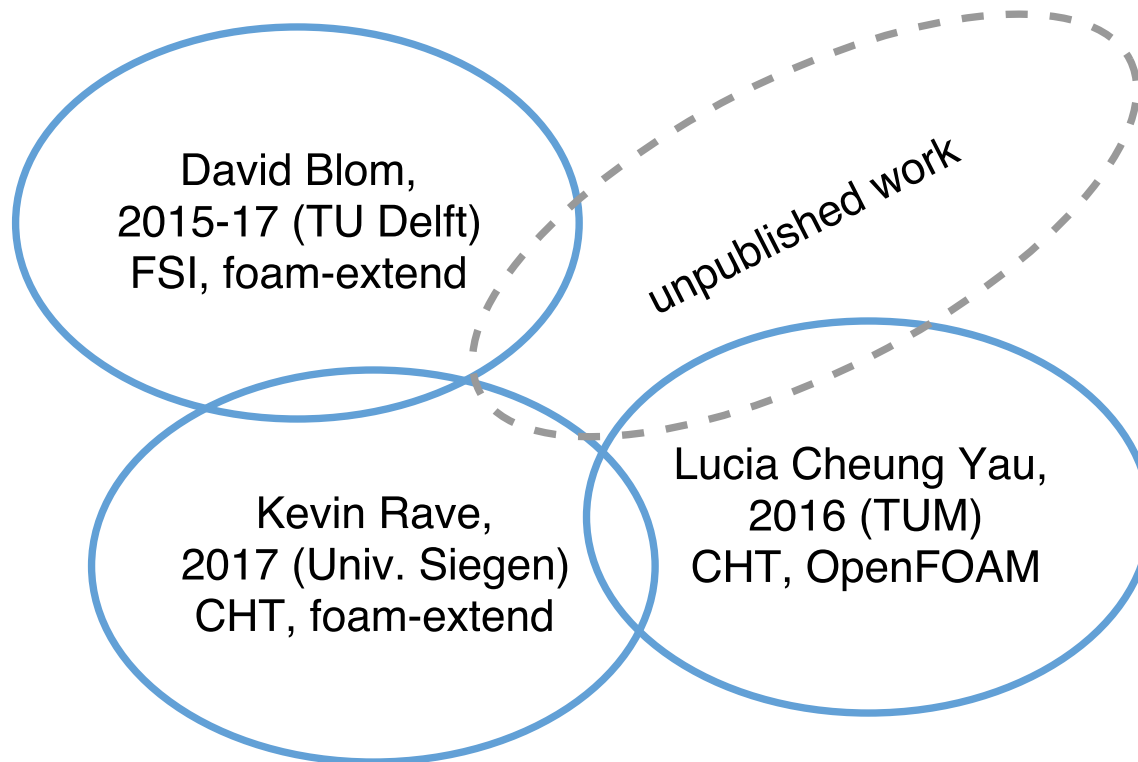 David Blom,
2015-17 (TU Delft)
FSI, foam-extend
unpublished work
Kevin Rave,
2017 (Univ. Siegen)
CHT, foam-extend
Lucia Cheung Yau,
2016 (TUM)
CHT, OpenFOAM